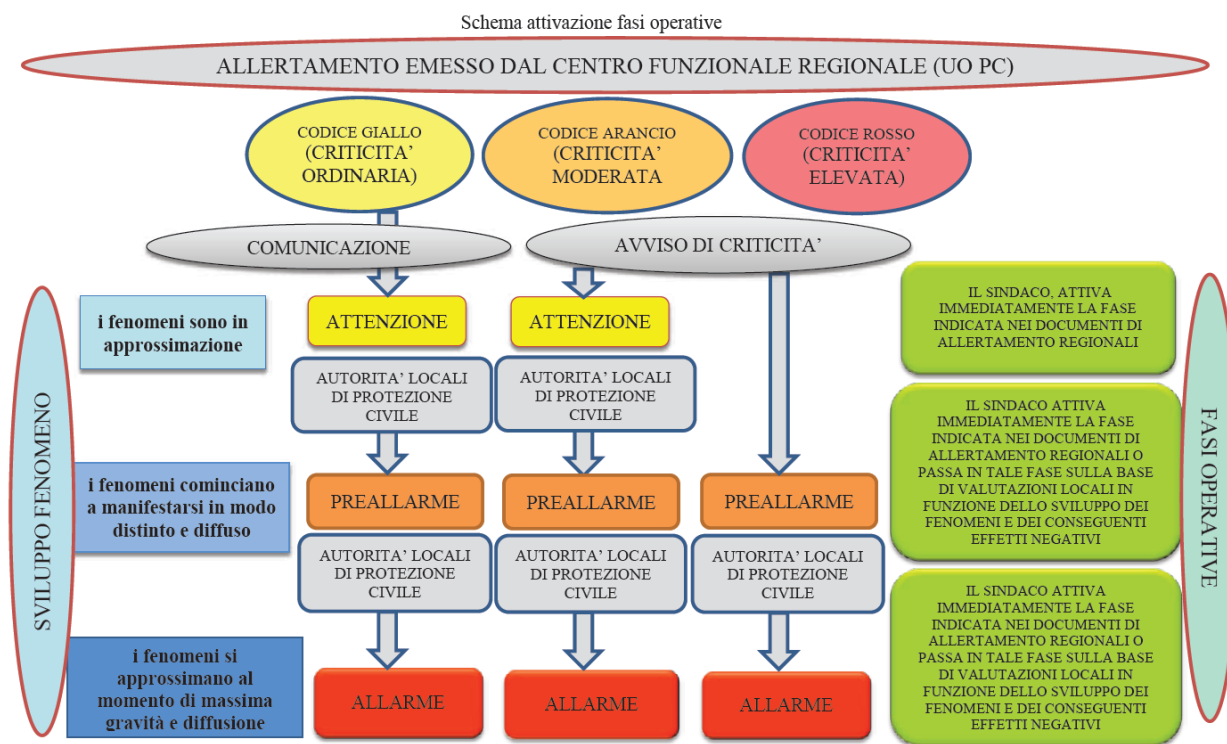 Schema attivazione fasi operative
ALLERTAMENTO EMESSO DAL CENTRO FUNZIONALE REGIONALE (UO PC)
CODICE GIALLO
(CRITICITA’
ORDINARIA)
CODICE ARANCIO
(CRITICITA’
MODERATA
CODICE ROSSO
(CRITICITA’
ELEVATA)
COMUNICAZIONE
AVVISO DI CRITICITA’
SVILUPPO FENOMENO
i fenomeni sono in
approssimazione
ATTENZIONE
ATTENZIONE
IL SINDACO, ATTIVA
IMMEDIATAMENTE LA FASE
INDICATA NEI DOCUMENTI DI
ALLERTAMENTO REGIONALI
FASI OPERATIVE
AUTORITA’ LOCALI
DI PROTEZIONE
CIVILE
AUTORITA’ LOCALI
DI PROTEZIONE
CIVILE
i fenomeni cominciano
a manifestarsi in modo
distinto e diffuso
PREALLARME
PREALLARME
PREALLARME
IL SINDACO ATTIVA
IMMEDIATAMENTE LA FASE
INDICATA NEI DOCUMENTI DI
ALLERTAMENTO REGIONALI O
PASSA IN TALE FASE SULLA BASE
DI VALUTAZIONI LOCALI IN
FUNZIONE DELLO SVILUPPO DEI
FENOMENI E DEI CONSEGUENTI
EFFETTI NEGATIVI
AUTORITA’ LOCALI
DI PROTEZIONE
CIVILE
AUTORITA’ LOCALI
DI PROTEZIONE
CIVILE
AUTORITA’ LOCALI
DI PROTEZIONE
CIVILE
i fenomeni si
approssimano al
momento di massima
gravità e diffusione
ALLARME
ALLARME
ALLARME
IL SINDACO ATTIVA
IMMEDIATAMENTE LA FASE
INDICATA NEI DOCUMENTI DI
ALLERTAMENTO REGIONALI O
PASSA IN TALE FASE SULLA BASE
DI VALUTAZIONI LOCALI IN
FUNZIONE DELLO SVILUPPO DEI
FENOMENI E DEI CONSEGUENTI
EFFETTI NEGATIVI